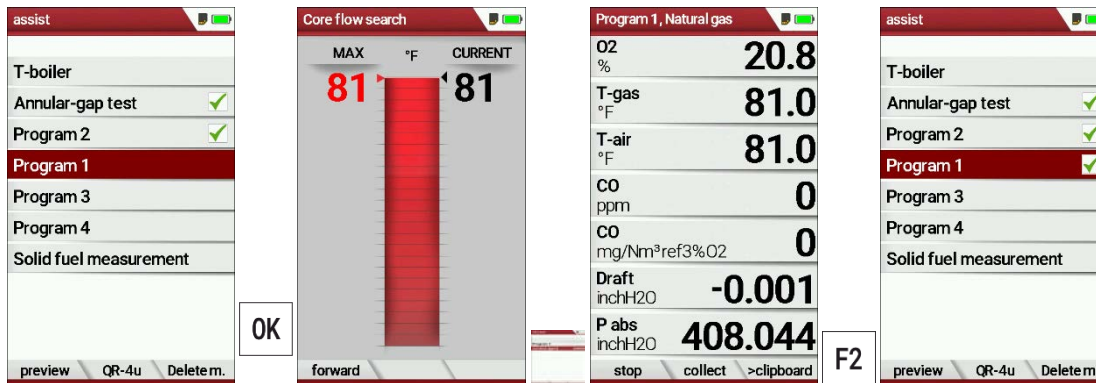 assist
T-boiler
Annular-gap test
Program 2
Program 1
Program 3
Program 4
Solid fuel measurement
preview QR-4u Delete m.
OK
Core flow search
MAX °F CURRENT
81 81
forward
Program 1, Natural gas
O2 20.8
%
T-gas 81.0
°F
T-air 81.0
°F
CO 0
ppm
CO 0
mg/Nm³ref3%O2
Draft -0.001
inchH2O
P abs 408.044
inchH2O
stop collect >clipboard
F2
assist
T-boiler
Annular-gap test
Program 2
Program 1
Program 3
Program 4
Solid fuel measurement
preview QR-4u Delete m